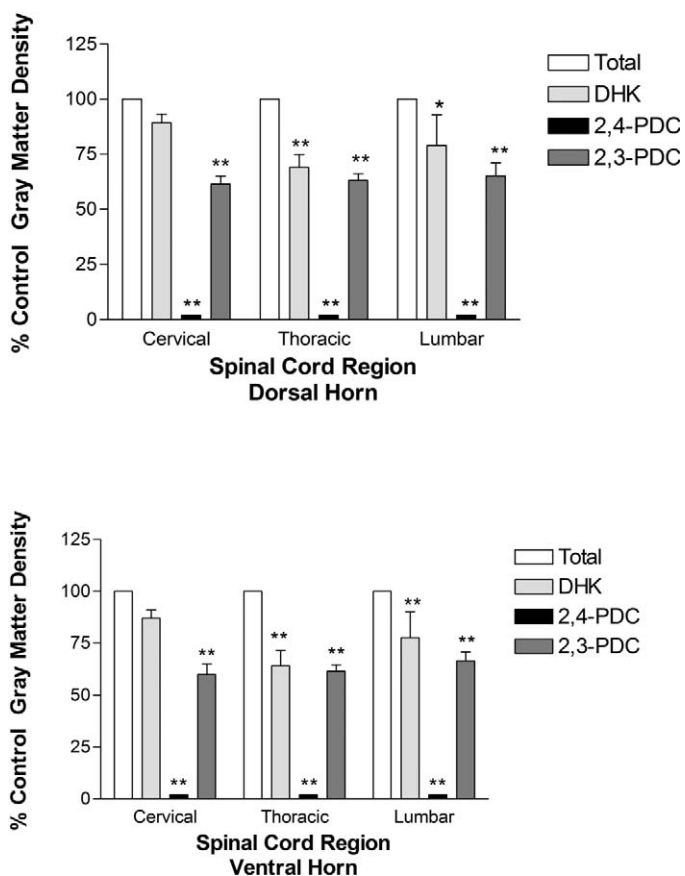 % Control Gray Matter Density
125
100
75
50
25
0
**
**
**
**
**
*
**
**
Cervical
Thoracic
Lumbar
Spinal Cord Region
Dorsal Horn
Total
DHK
2,4-PDC
2,3-PDC
% Control Gray Matter Density
125
100
75
50
25
0
**
**
**
**
**
**
**
**
Cervical
Thoracic
Lumbar
Spinal Cord Region
Ventral Horn
Total
DHK
2,4-PDC
2,3-PDC